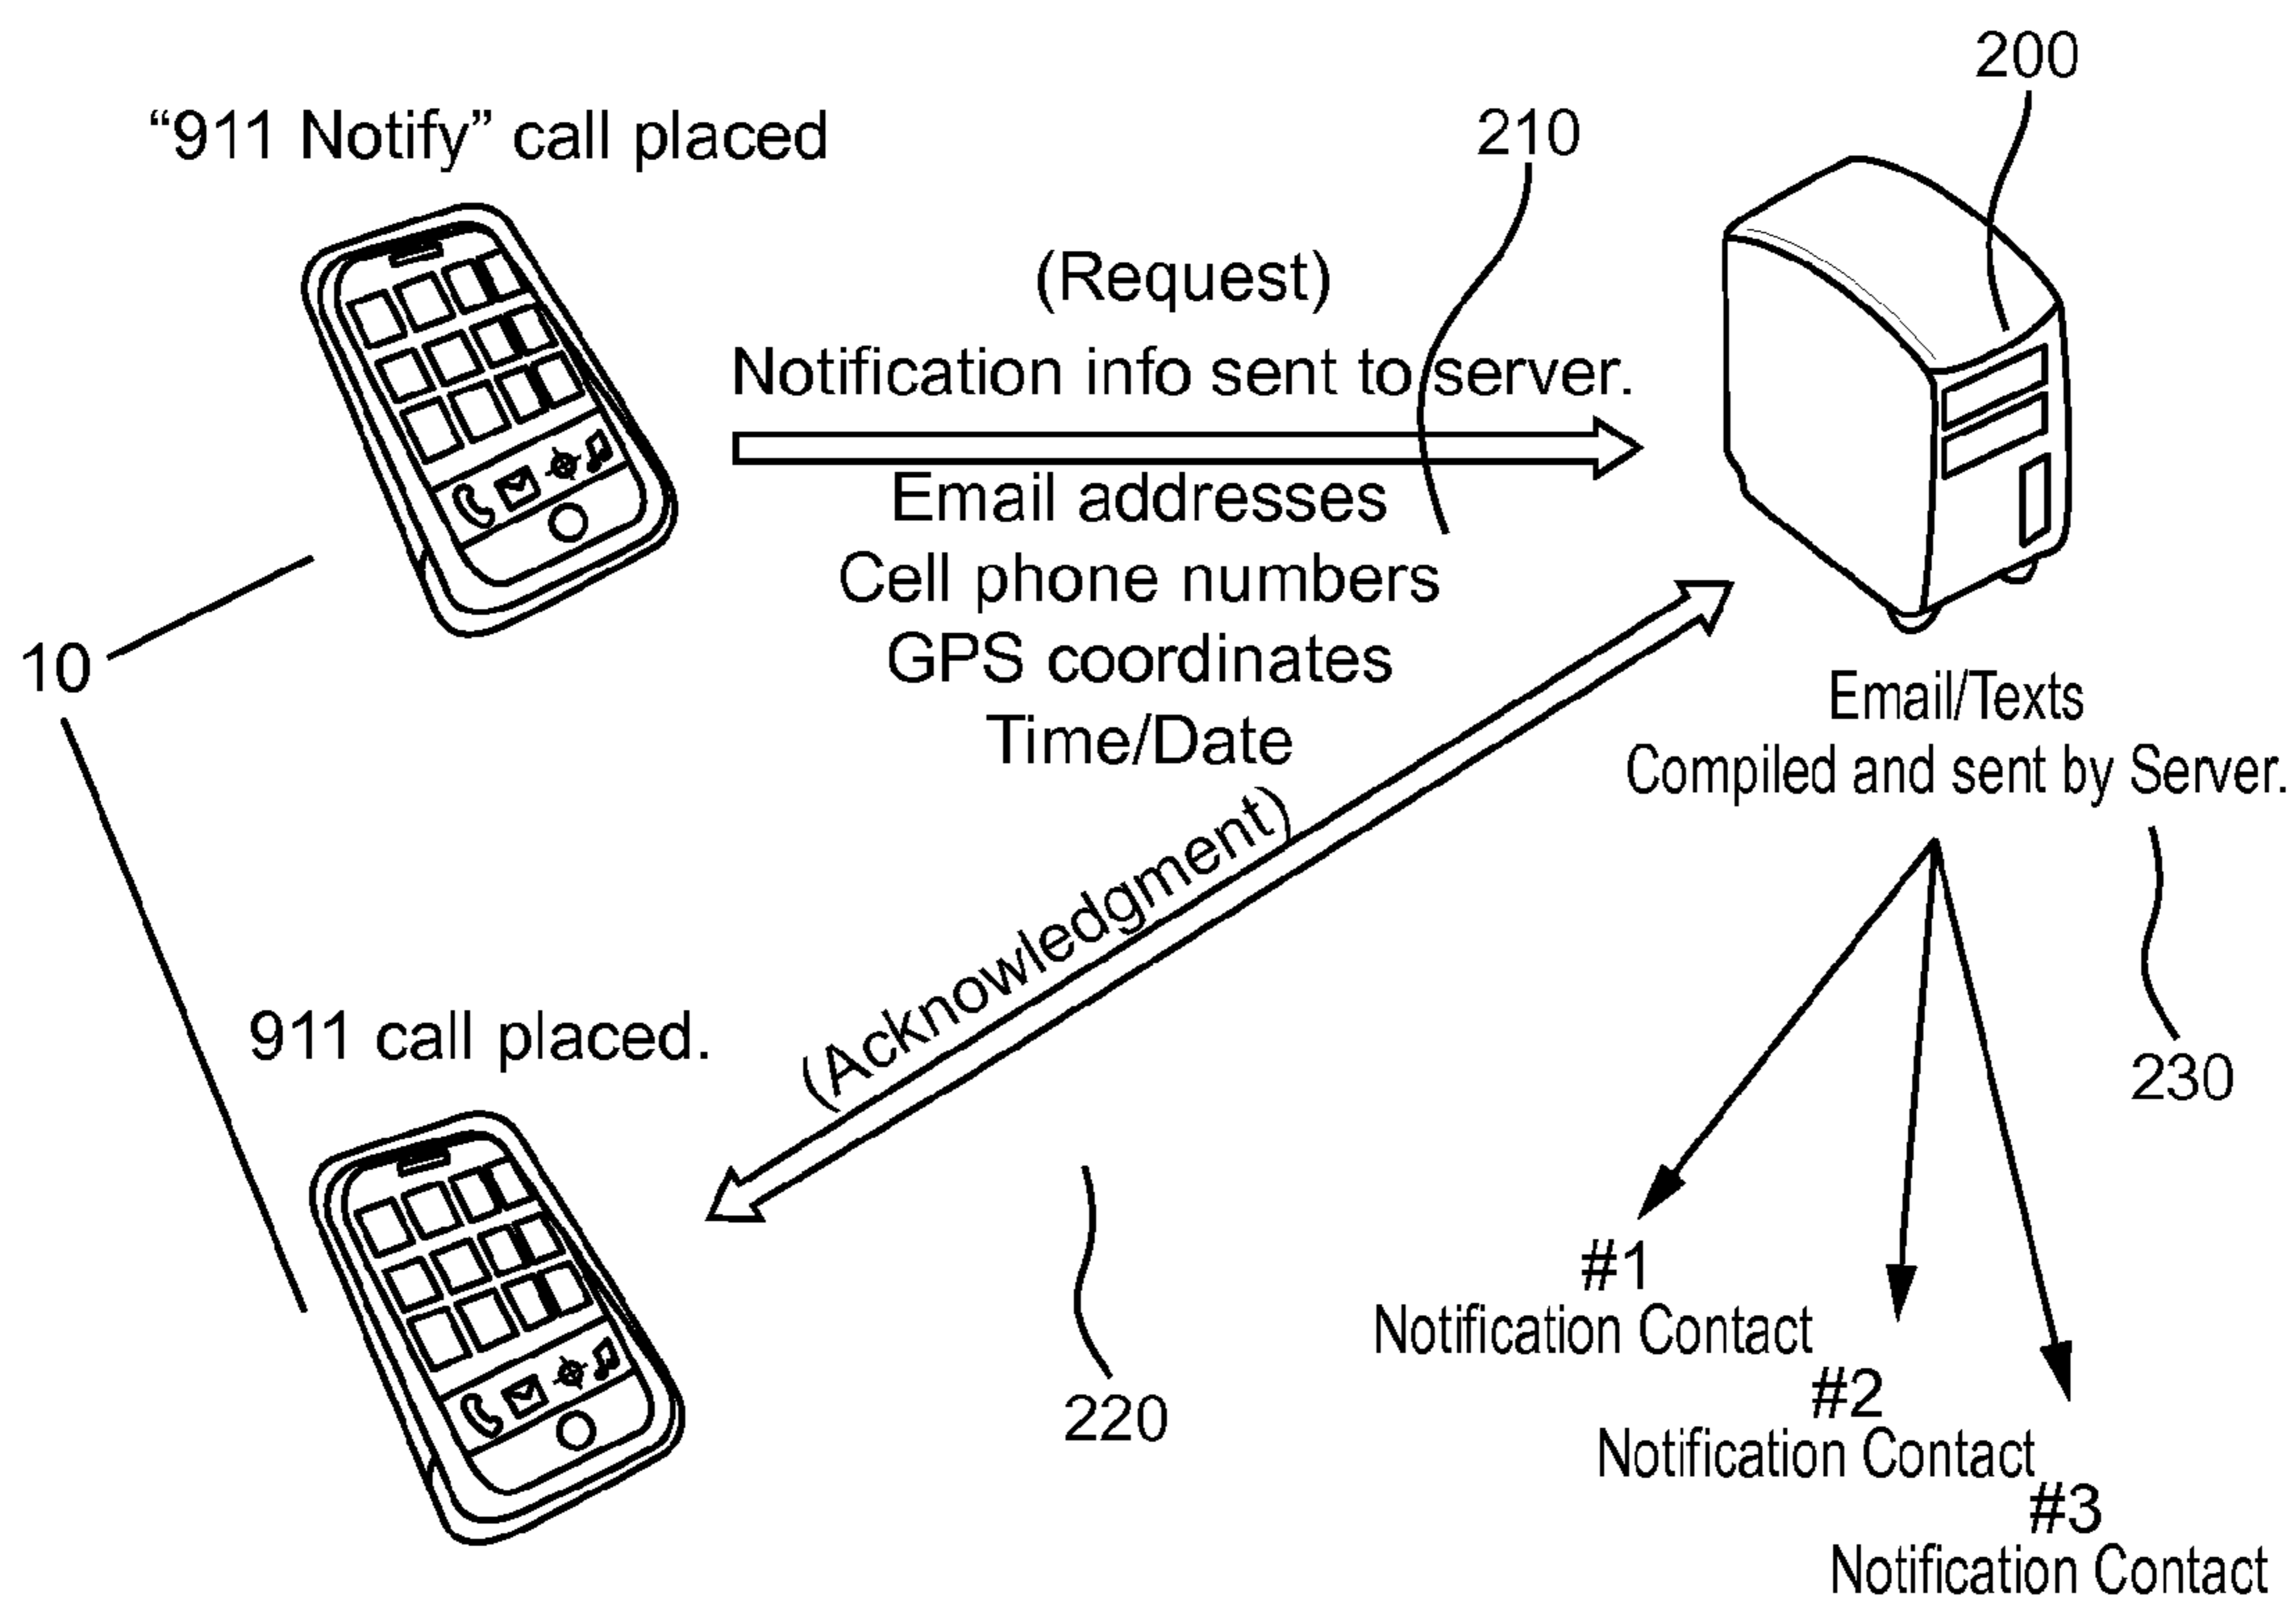 200
“911 Notify” call placed
210
(Request)
Notification info sent to server.
Email addresses
Cell phone numbers
GPS coordinates
Time/Date
10
Email/Texts
Compiled and sent by Server.
(Acknowledgment)
911 call placed.
230
220
#1
Notification Contact
#2
Notification Contact
#3
Notification Contact